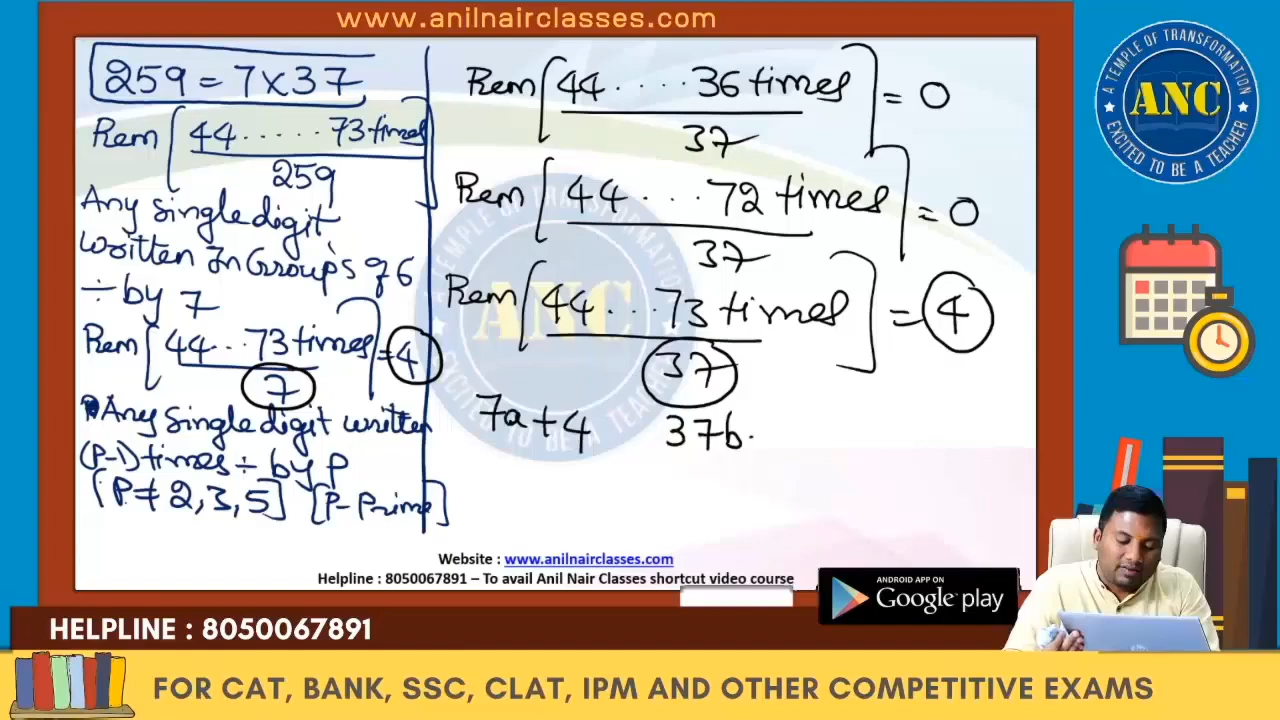 www.anilnairclasses.com
259 = 7 x 37
Rem [ 44 ..... 73 times
259 ]
Any single digit
written In Group's of 6
÷ by 7
Rem [ 44 ... 73 times
7 ] = 4
Any single digit written
(P-1) times ÷ by P
[P ≠ 2, 3, 5] [P - Prime]
Rem [ 44 .... 36 times
37 ] = 0
Rem [ 44 ... 72 times
37 ] = 0
Rem [ 44 ... 73 times
37 ] = 4
7a + 4 37b.
A TEMPLE OF TRANSFORMATION
ANC
EXCITED TO BE A TEACHER
ANC
Website : www.anilnairclasses.com
Helpline : 8050067891 – To avail Anil Nair Classes shortcut video course
ANDROID APP ON
Google play
HELPLINE : 8050067891
FOR CAT, BANK, SSC, CLAT, IPM AND OTHER COMPETITIVE EXAMS